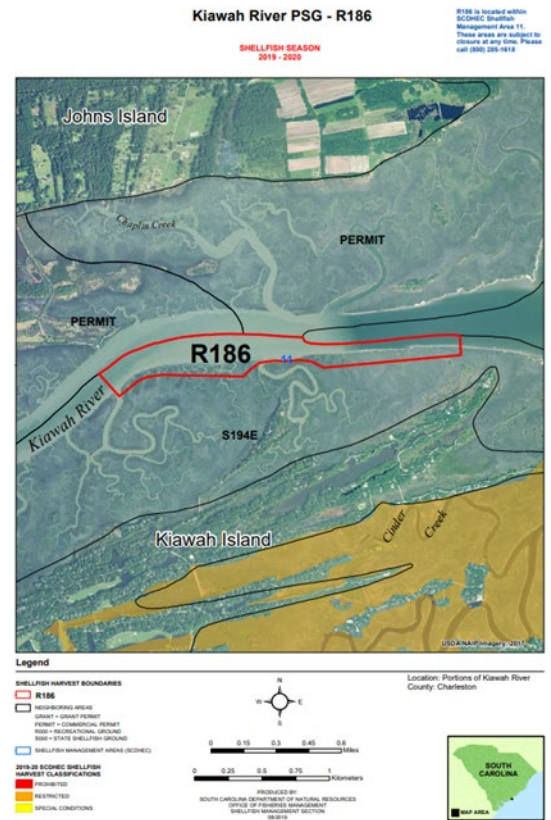 Kiawah River PSG - R186
SHELLFISH SEASON
2019 - 2020
R186 is located within
SCDHEC Shellfish
Management Area 11.
These areas are subject to
closure at any time. Please
call (800) 285-1618
Johns Island
Chaplin Creek
PERMIT
PERMIT
R186
11
Kiawah River
S194E
Kiawah Island
Cinder Creek
USDA NAIP Imagery, 2017
Legend
SHELLFISH HARVEST BOUNDARIES
R186
NEIGHBORING AREAS
GRANT = GRANT PERMIT
PERMIT = COMMERCIAL PERMIT
R000 = RECREATIONAL GROUND
S000 = STATE SHELLFISH GROUND
SHELLFISH MANAGEMENT AREAS (SCDHEC)
2019-20 SCDHEC SHELLFISH
HARVEST CLASSIFICATIONS
PROHIBITED
RESTRICTED
SPECIAL CONDITIONS
N
W
E
S
0 0.15 0.3 0.45 0.6
Miles
0 0.25 0.5 0.75 1
Kilometers
PRODUCED BY:
SOUTH CAROLINA DEPARTMENT OF NATURAL RESOURCES
OFFICE OF FISHERIES MANAGEMENT
SHELLFISH MANAGEMENT SECTION
08/2019
Location: Portions of Kiawah River
County: Charleston
SOUTH
CAROLINA
MAP AREA